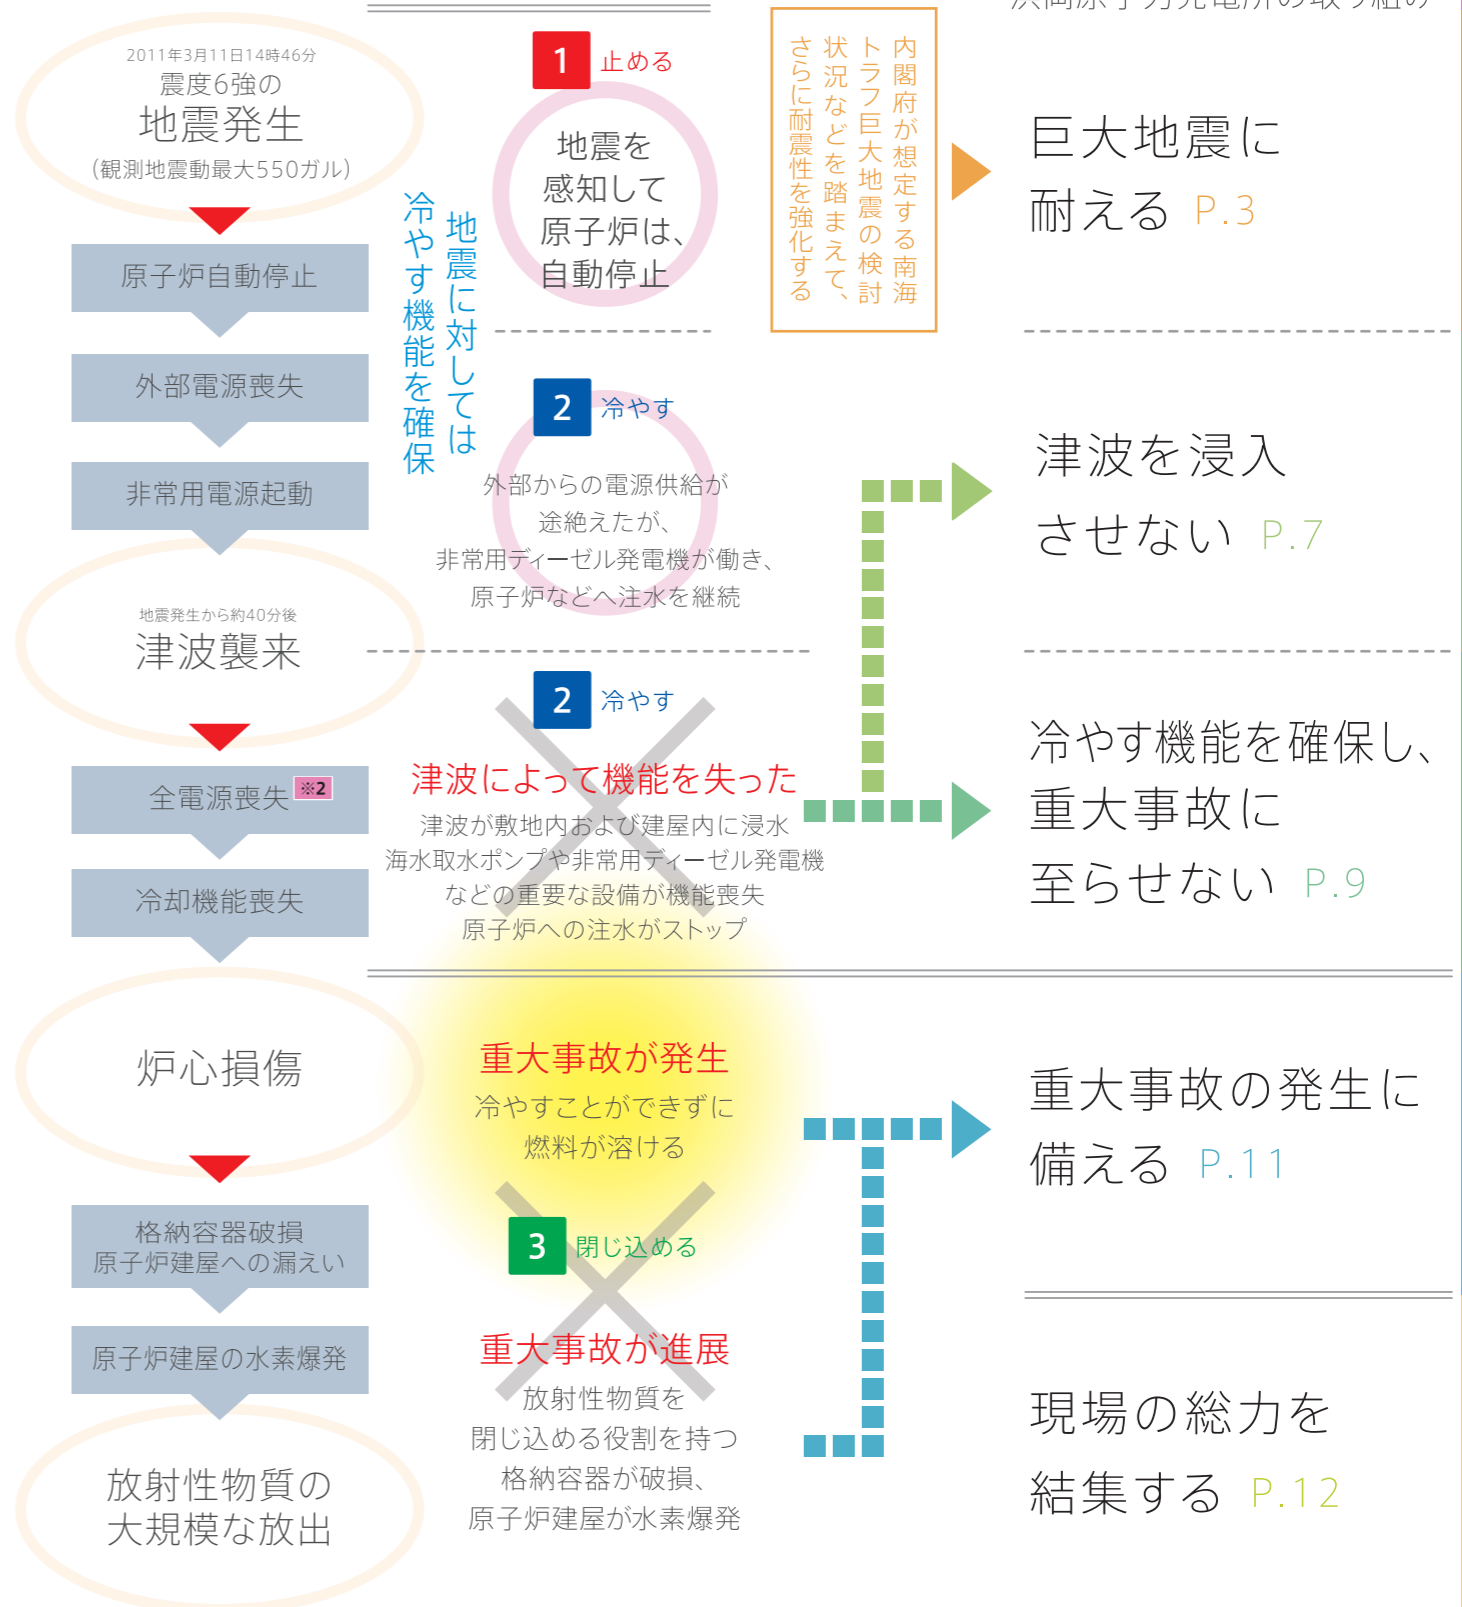 浜岡原子力発電所の取り組み
2011年3月11日14時46分
震度6強の
地震発生
(観測地震動最大550ガル)
原子炉自動停止
外部電源喪失
非常用電源起動
地震発生から約40分後
津波襲来
全電源喪失 ※2
冷却機能喪失
炉心損傷
格納容器破損
原子炉建屋への漏えい
原子炉建屋の水素爆発
放射性物質の
大規模な放出
地震に対しては
冷やす機能を確保
1 止める
地震を
感知して
原子炉は、
自動停止
2 冷やす
外部からの電源供給が
途絶えたが、
非常用ディーゼル発電機が働き、
原子炉などへ注水を継続
2 冷やす
津波によって機能を失った
津波が敷地内および建屋内に浸水
海水取水ポンプや非常用ディーゼル発電機
などの重要な設備が機能喪失
原子炉への注水がストップ
重大事故が発生
冷やすことができずに
燃料が溶ける
3 閉じ込める
重大事故が進展
放射性物質を
閉じ込める役割を持つ
格納容器が破損、
原子炉建屋が水素爆発
内閣府が想定する南海
トラフ巨大地震の検討
状況などを踏まえて、
さらに耐震性を強化する
巨大地震に
耐える P.3
津波を浸入
させない P.7
冷やす機能を確保し、
重大事故に
至らせない P.9
重大事故の発生に
備える P.11
現場の総力を
結集する P.12